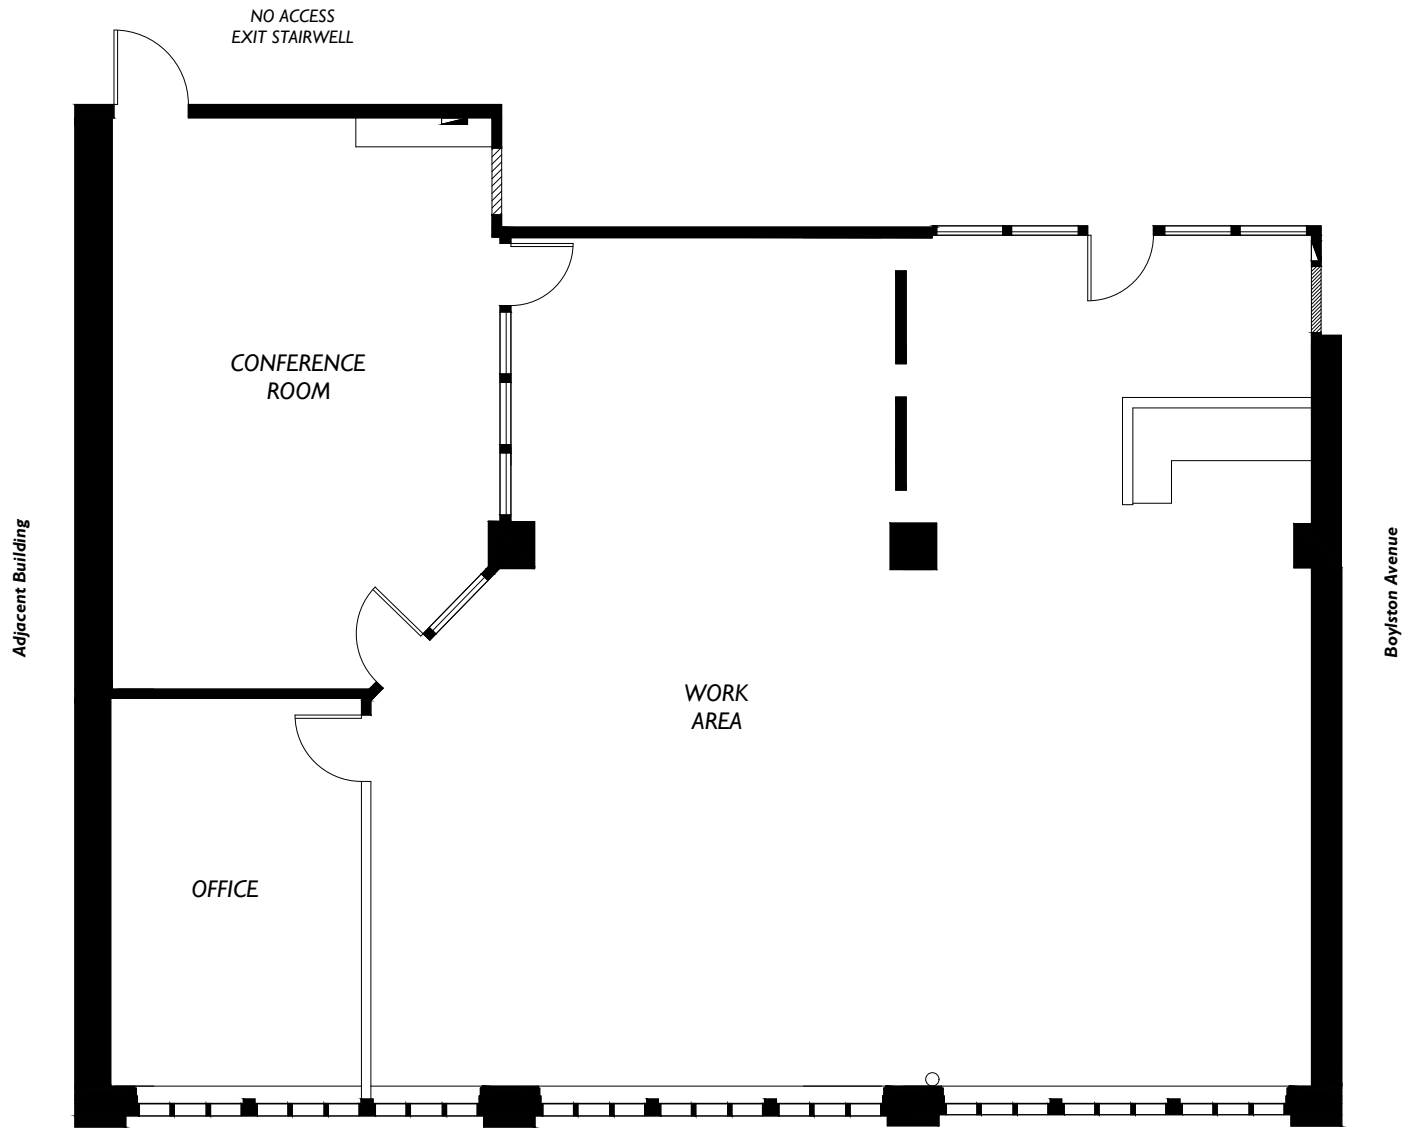 NO ACCESS
EXIT STAIRWELL
CONFERENCE
ROOM
Adjacent Building
Boylston Avenue
WORK
AREA
OFFICE